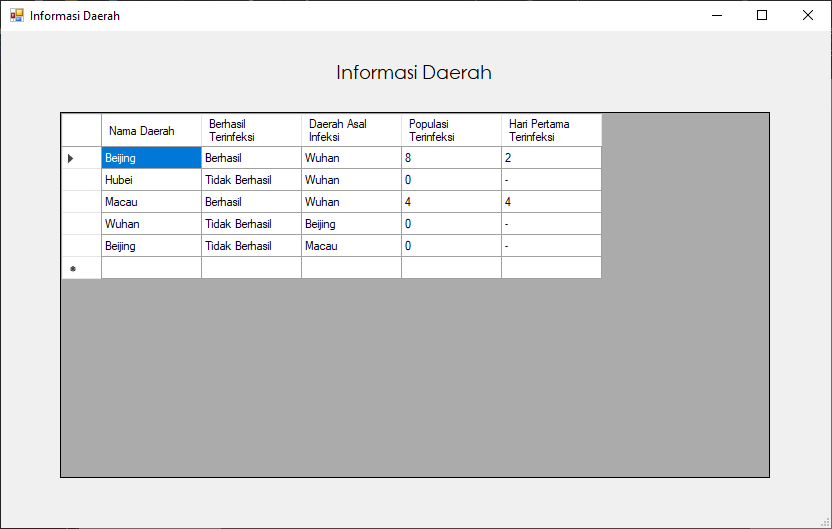 Informasi Daerah
Informasi Daerah
Nama Daerah Berhasil Terinfeksi Daerah Asal Infeksi Populasi Terinfeksi Hari Pertama Terinfeksi
Beijing Berhasil Wuhan 8 2
Hubei Tidak Berhasil Wuhan 0 -
Macau Berhasil Wuhan 4 4
Wuhan Tidak Berhasil Beijing 0 -
Beijing Tidak Berhasil Macau 0 -